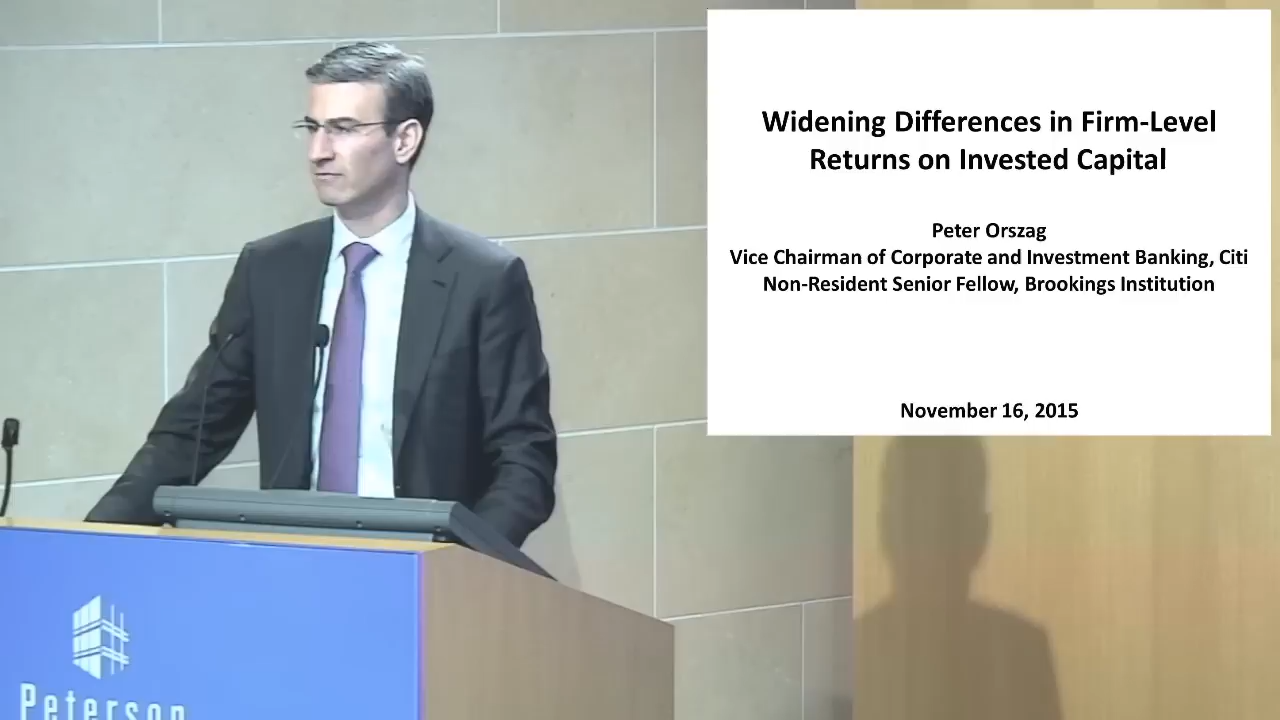 Widening Differences in Firm-Level
Returns on Invested Capital
Peter Orszag
Vice Chairman of Corporate and Investment Banking, Citi
Non-Resident Senior Fellow, Brookings Institution
November 16, 2015
Peterson